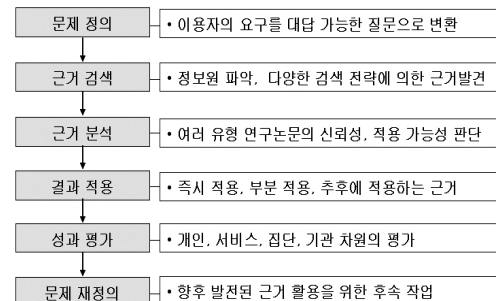 문제 정의
• 이용자의 요구를 대답 가능한 질문으로 변환
근거 검색
• 정보원 파악, 다양한 검색 전략에 의한 근거발견
근거 분석
• 여러 유형 연구논문의 신뢰성, 적용 가능성 판단
결과 적용
• 즉시 적용, 부분 적용, 추후에 적용하는 근거
성과 평가
• 개인, 서비스, 집단, 기관 차원의 평가
문제 재정의
• 향후 발전된 근거 활용을 위한 후속 작업